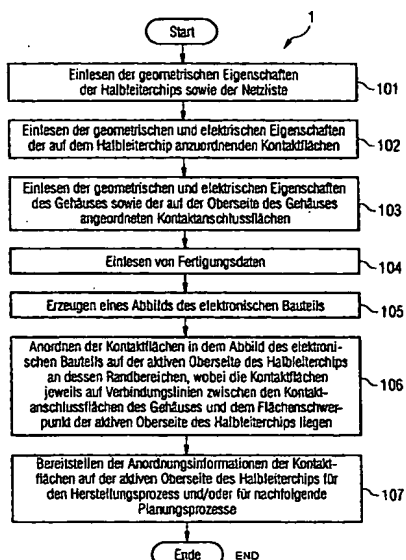 1
Start
Einlesen der geometrischen Eigenschaften
der Halbleiterchips sowie der Netzliste
101
Einlesen der geometrischen und elektrischen Eigenschaften
der auf dem Halbleiterchip anzuordnenden Kontaktflächen
102
Einlesen der geometrischen und elektrischen Eigenschaften
des Gehäuses sowie der auf der Oberseite des Gehäuses
angeordneten Kontaktanschlussflächen
103
Einlesen von Fertigungsdaten
104
Erzeugen eines Abbilds des elektronischen Bauteils
105
Anordnen der Kontaktflächen in dem Abbild des elektroni-
schen Bauteils auf der aktiven Oberseite des Halbleiterchips
an dessen Randbereichen, wobei die Kontaktflächen
jeweils auf Verbindungslinien zwischen den Kontakt-
anschlussflächen des Gehäuses und dem Flächenschwer-
punkt der aktiven Oberseite des Halbleiterchips liegen
106
Bereitstellen der Anordnungsinformationen der Kontakt-
flächen auf der aktiven Oberseite des Halbleiterchips für
den Herstellungsprozess und/oder für nachfolgende
Planungsprozesse
107
Ende END